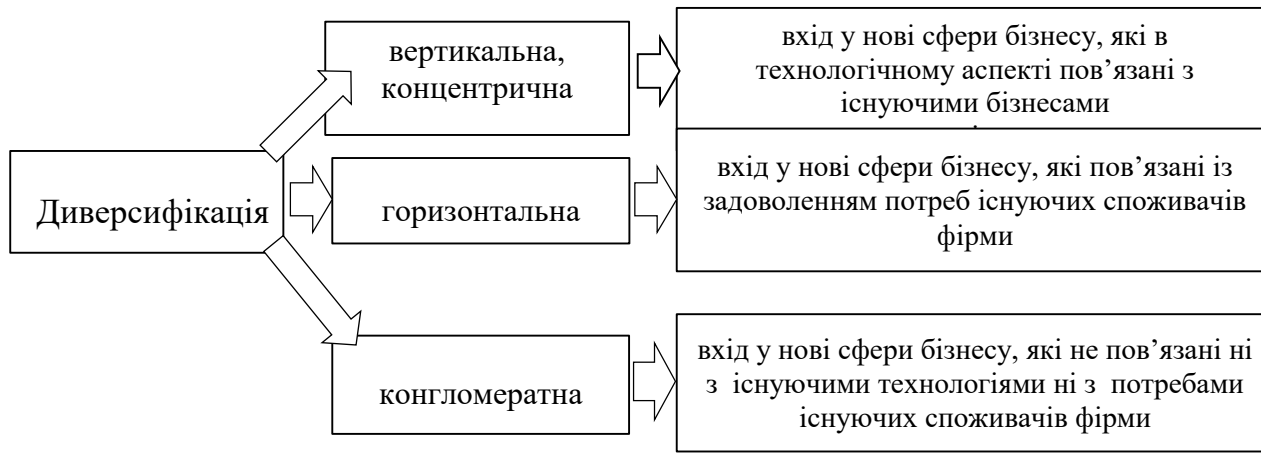 Диверсифікація
вертикальна,
концентрична
вхід у нові сфери бізнесу, які в
технологічному аспекті пов’язані з
існуючими бізнесами
горизонтальна
вхід у нові сфери бізнесу, які пов’язані із
задоволенням потреб існуючих споживачів
фірми
конгломератна
вхід у нові сфери бізнесу, які не пов’язані ні
з існуючими технологіями ні з потребами
існуючих споживачів фірми